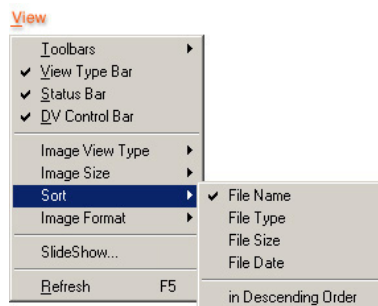 View
Toolbars
View Type Bar
Status Bar
DV Control Bar
Image View Type
Image Size
Sort
Image Format
SlideShow...
Refresh F5
File Name
File Type
File Size
File Date
in Descending Order